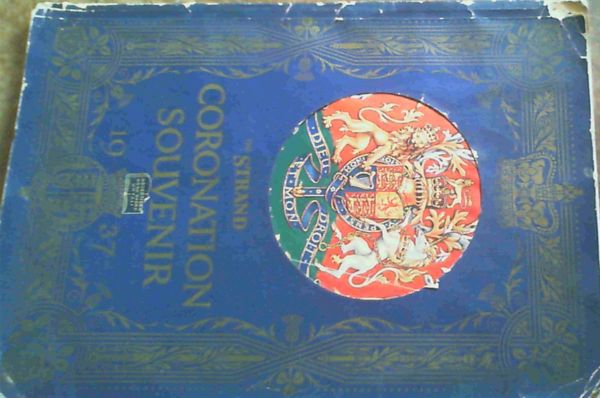 DIEU
ET MON
DROIT
THE STRAND
CORONATION
SOUVENIR
19 37